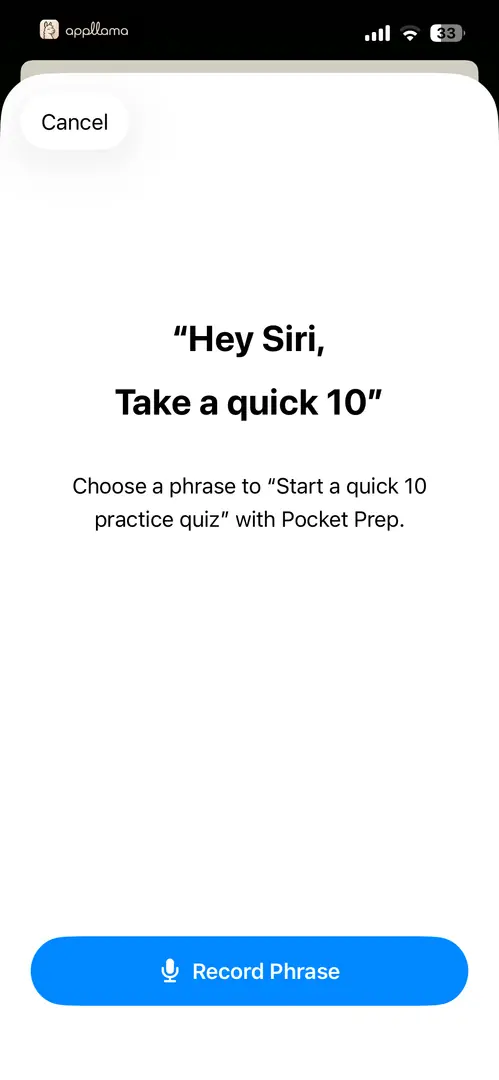 appllama
33
Cancel
“Hey Siri,
Take a quick 10”
Choose a phrase to “Start a quick 10
practice quiz” with Pocket Prep.
Record Phrase